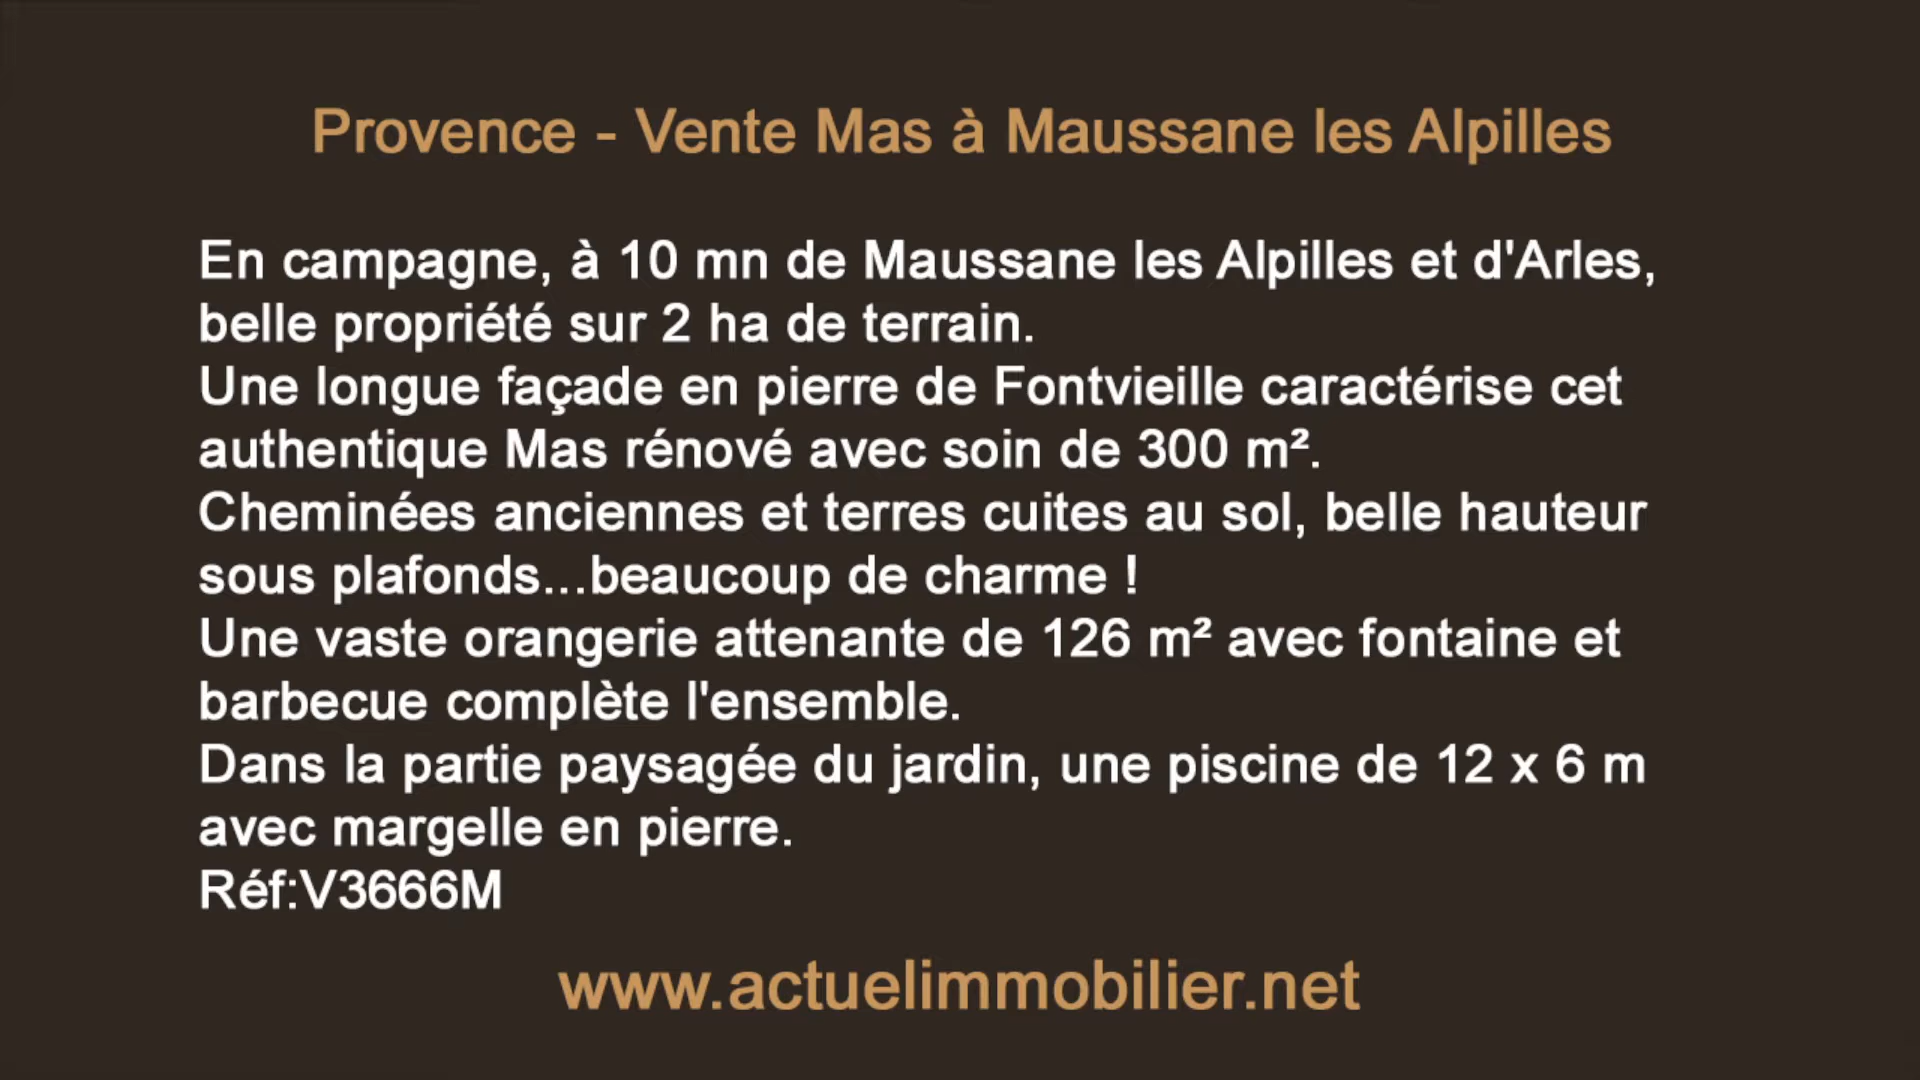 Provence - Vente Mas à Maussane les Alpilles
En campagne, à 10 mn de Maussane les Alpilles et d'Arles,
belle propriété sur 2 ha de terrain.
Une longue façade en pierre de Fontvieille caractérise cet
authentique Mas rénové avec soin de 300 m².
Cheminées anciennes et terres cuites au sol, belle hauteur
sous plafonds...beaucoup de charme !
Une vaste orangerie attenante de 126 m² avec fontaine et
barbecue complète l'ensemble.
Dans la partie paysagée du jardin, une piscine de 12 x 6 m
avec margelle en pierre.
Réf:V3666M
www.actuelimmobilier.net